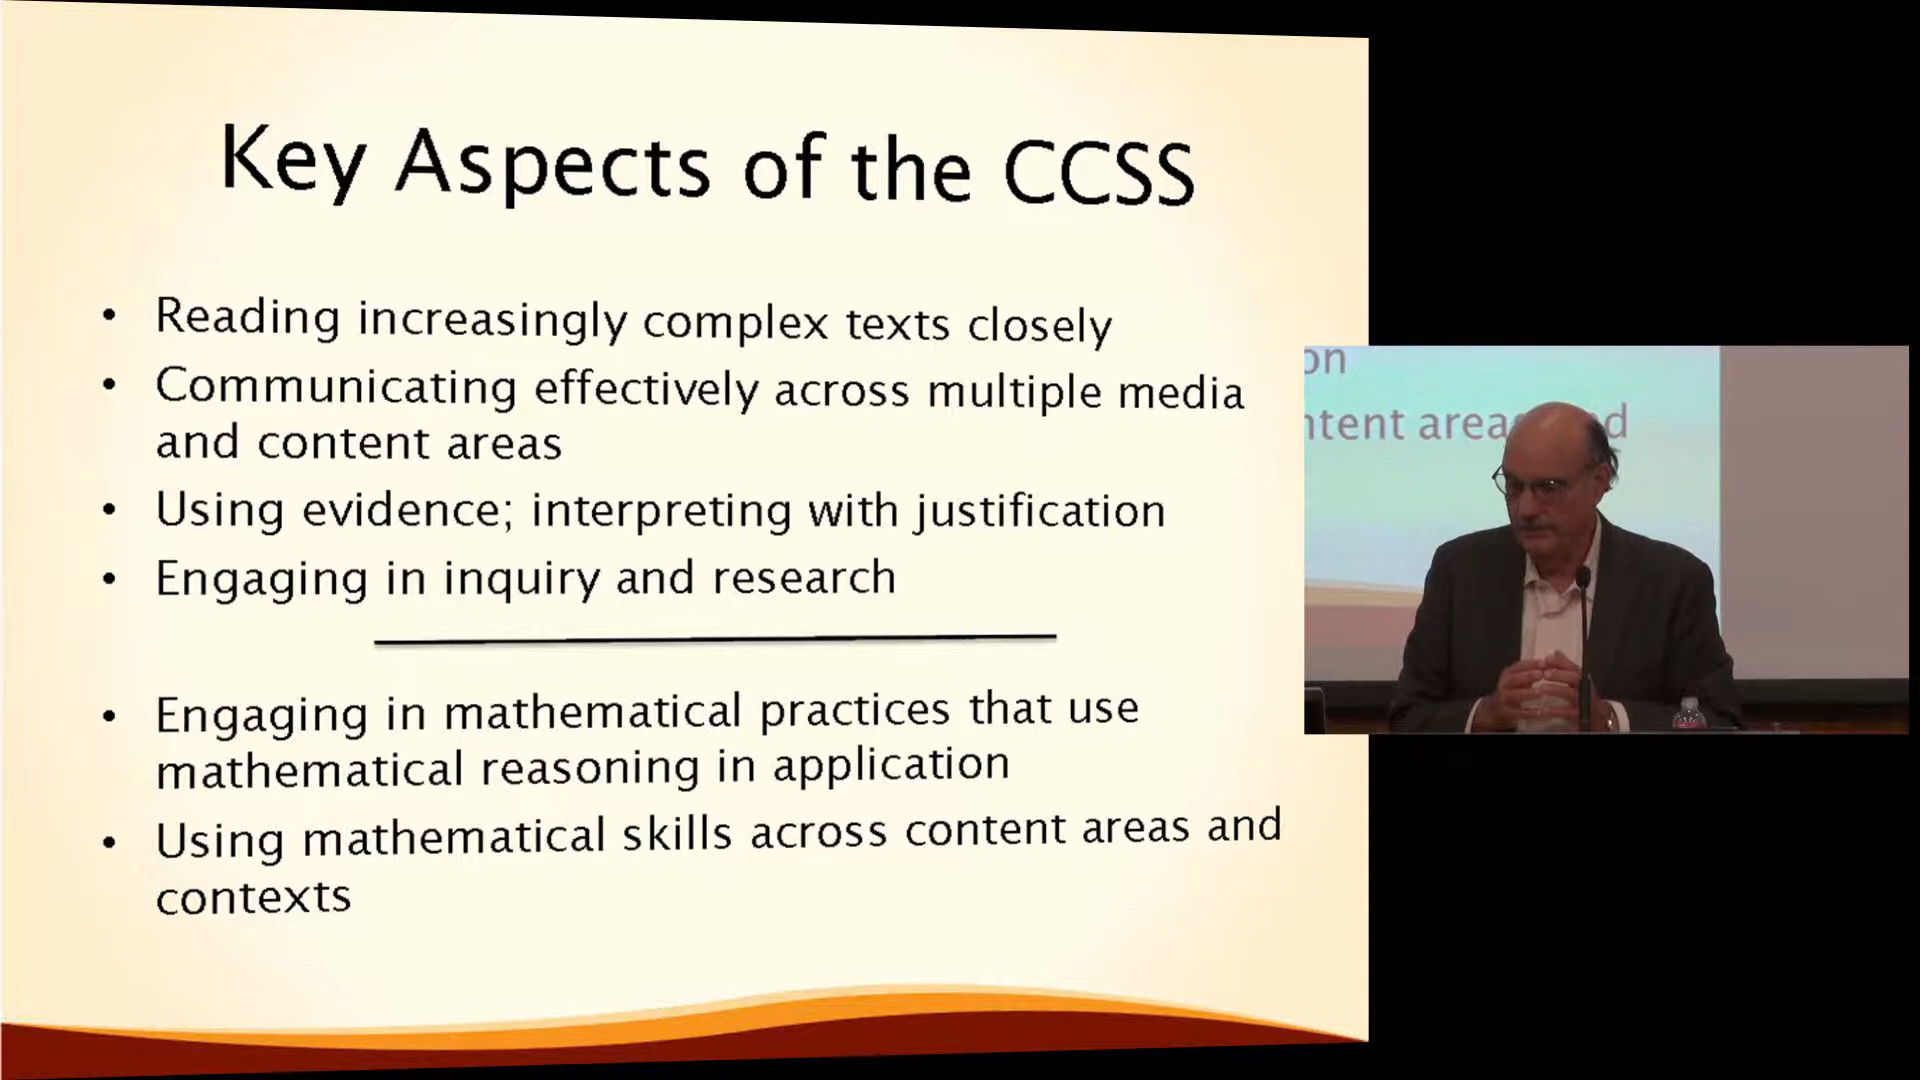 Key Aspects of the CCSS
• Reading increasingly complex texts closely
• Communicating effectively across multiple media
and content areas
• Using evidence; interpreting with justification
• Engaging in inquiry and research
• Engaging in mathematical practices that use
mathematical reasoning in application
• Using mathematical skills across content areas and
contexts